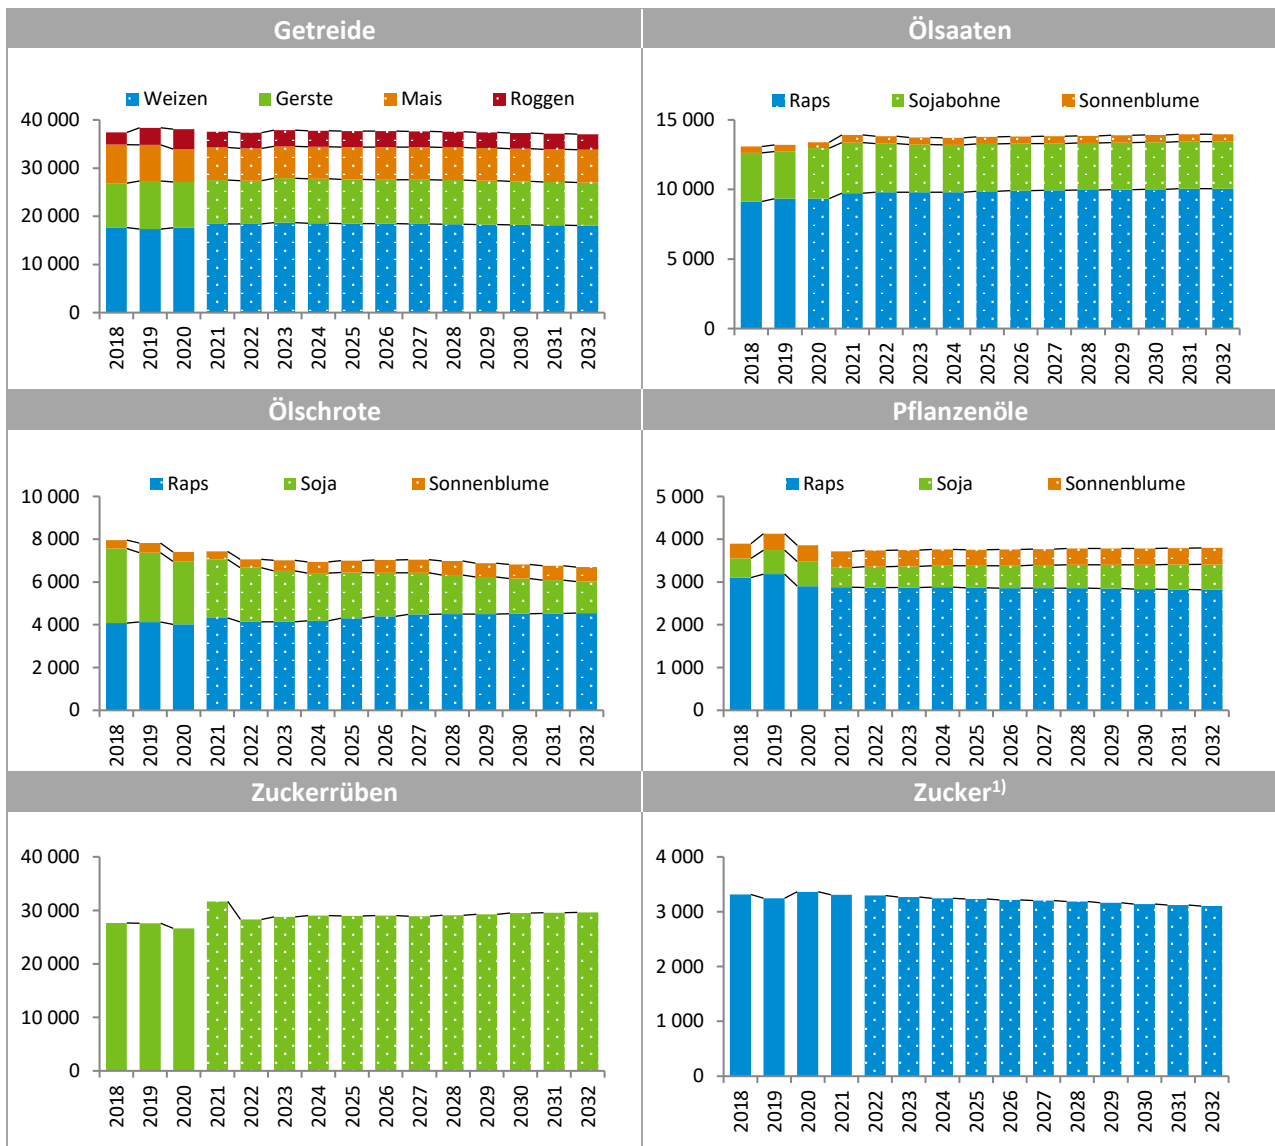 Getreide
Weizen Gerste Mais Roggen
40 000
30 000
20 000
10 000
0
2018 2019 2020 2021 2022 2023 2024 2025 2026 2027 2028 2029 2030 2031 2032
Ölsaaten
Raps Sojabohne Sonnenblume
15 000
10 000
5 000
0
2018 2019 2020 2021 2022 2023 2024 2025 2026 2027 2028 2029 2030 2031 2032
Ölschrote
Raps Soja Sonnenblume
10 000
8 000
6 000
4 000
2 000
0
2018 2019 2020 2021 2022 2023 2024 2025 2026 2027 2028 2029 2030 2031 2032
Pflanzenöle
Raps Soja Sonnenblume
5 000
4 000
3 000
2 000
1 000
0
2018 2019 2020 2021 2022 2023 2024 2025 2026 2027 2028 2029 2030 2031 2032
Zuckerrüben
40 000
30 000
20 000
10 000
0
2018 2019 2020 2021 2022 2023 2024 2025 2026 2027 2028 2029 2030 2031 2032
Zucker1)
4 000
3 000
2 000
1 000
0
2018 2019 2020 2021 2022 2023 2024 2025 2026 2027 2028 2029 2030 2031 2032